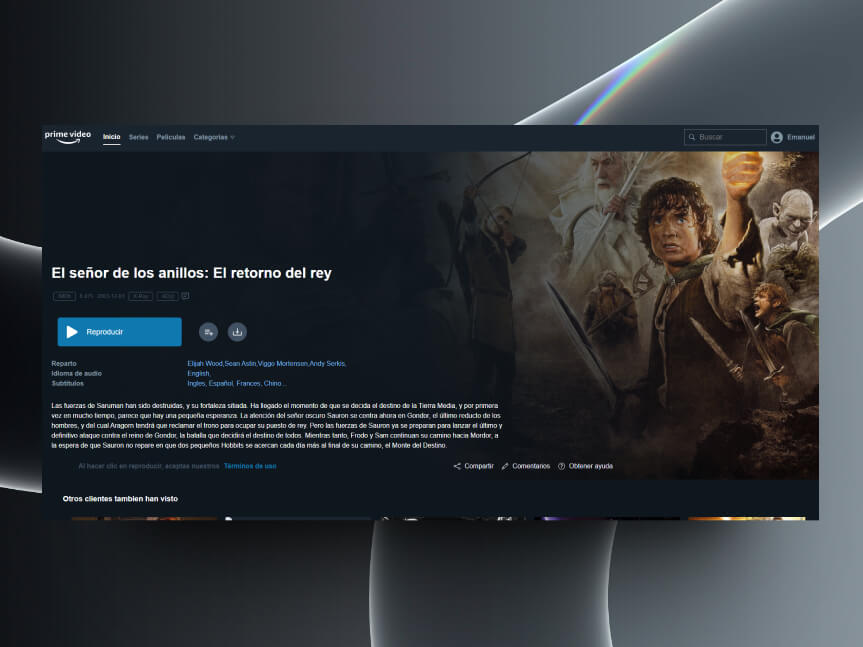 prime video
Inicio Series Películas Categorías
Buscar
Emanuel
El señor de los anillos: El retorno del rey
IMDb 8.475 2003-12-01 X-Ray
Reproducir
Reparto Elijah Wood,Sean Astin,Viggo Mortensen,Andy Serkis,
Idioma de audio English,
Subtitulos Ingles, Español, Frances, Chino...
Las fuerzas de Saruman han sido destruidas, y su fortaleza sitiada. Ha llegado el momento de que se decida el destino de la Tierra Media, y por primera
vez en mucho tiempo, parece que hay una pequeña esperanza. La atención del señor oscuro Sauron se centra ahora en Gondor, el último reducto de los
hombres, y del cual Aragorn tendrá que reclamar el trono para ocupar su puesto de rey. Pero las fuerzas de Sauron ya se preparan para lanzar el último y
definitivo ataque contra el reino de Gondor, la batalla que decidirá el destino de todos. Mientras tanto, Frodo y Sam continuan su camino hacia Mordor, a
la espera de que Sauron no repare en que dos pequeños Hobbits se acercan cada día más al final de su camino, el Monte del Destino.
Al hacer clic en reproducir, aceptas nuestros Términos de uso
Compartir Comentarios Obtener ayuda
Otros clientes tambien han visto